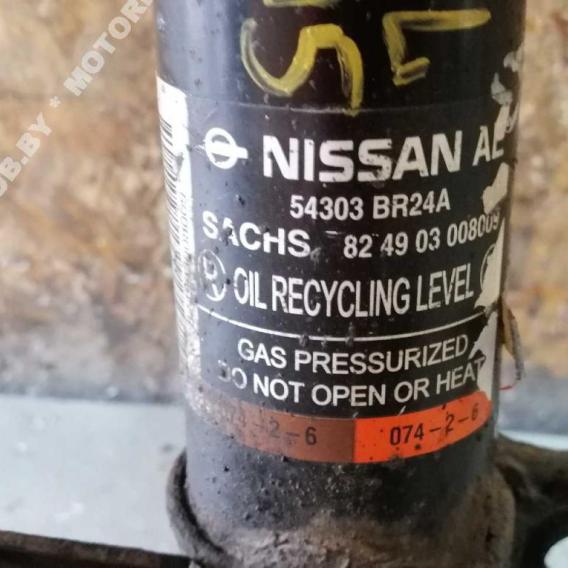 NISSAN
54303 BR24A
SACHS 82 49 03 008009
OIL RECYCLING LEVEL
GAS PRESSURIZED
DO NOT OPEN OR HEAT
074-2-6 074-2-6